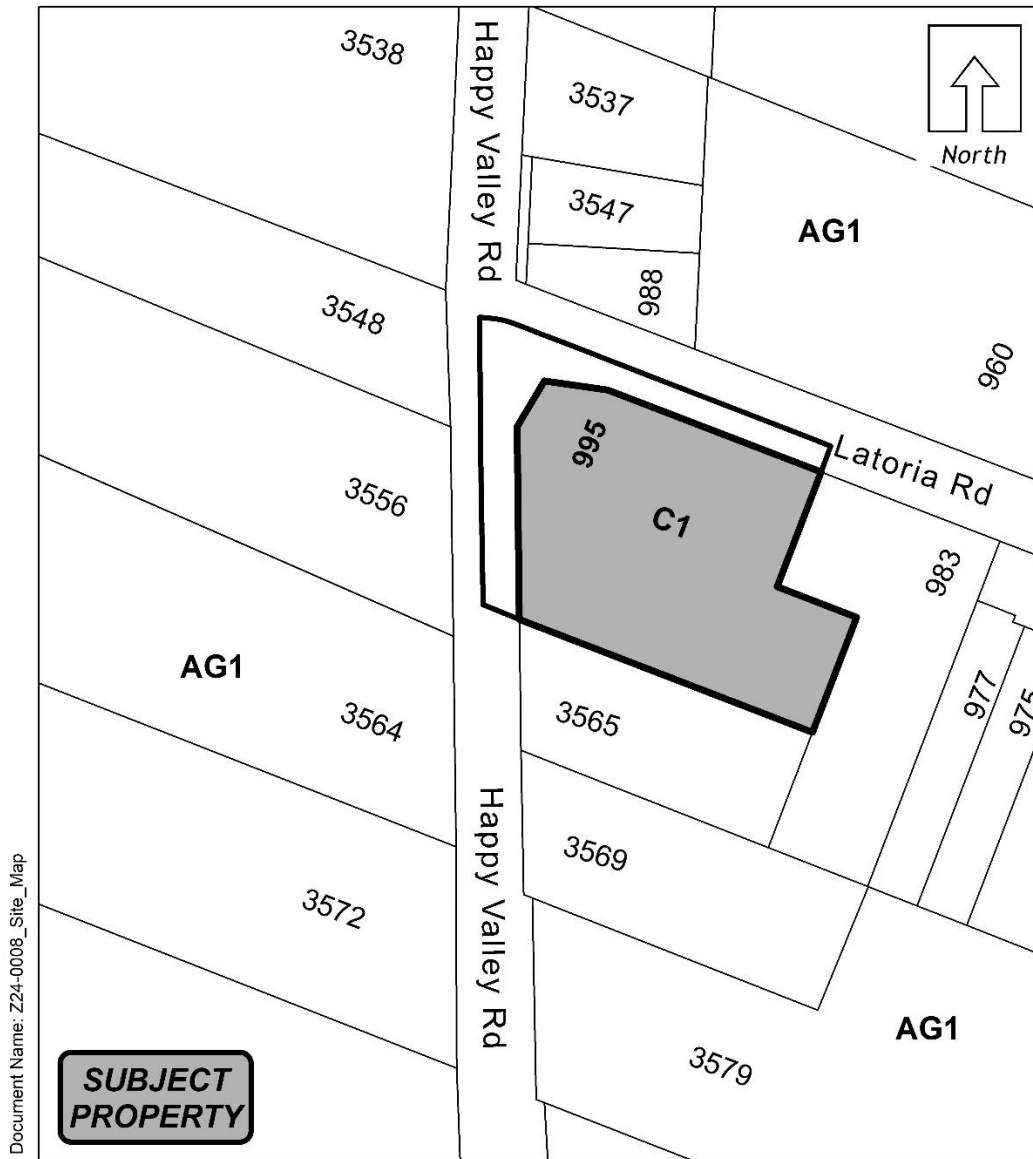 3538
Happy Valley Rd
3537
North
3547
AG1
988
3548
960
995
Latoria Rd
3556
C1
983
AG1
977
975
3564
3565
Happy Valley Rd
3569
3572
AG1
3579
SUBJECT
PROPERTY
Document Name: Z24-0008_Site_Map